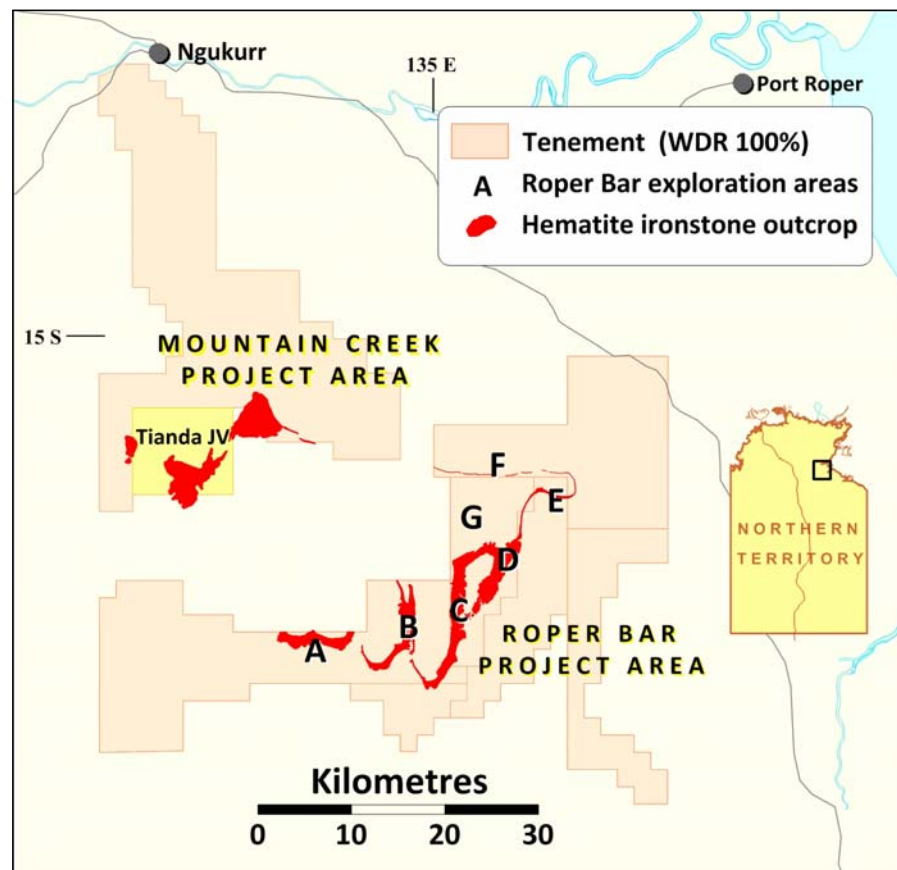 Ngukurr
135 E
Port Roper
Tenement (WDR 100%)
A Roper Bar exploration areas
Hematite ironstone outcrop
15 S
MOUNTAIN CREEK
PROJECT AREA
Tianda JV
F
E
G
D
NORTHERN
TERRITORY
C
B
A
ROPER BAR
PROJECT AREA
Kilometres
0 10 20 30